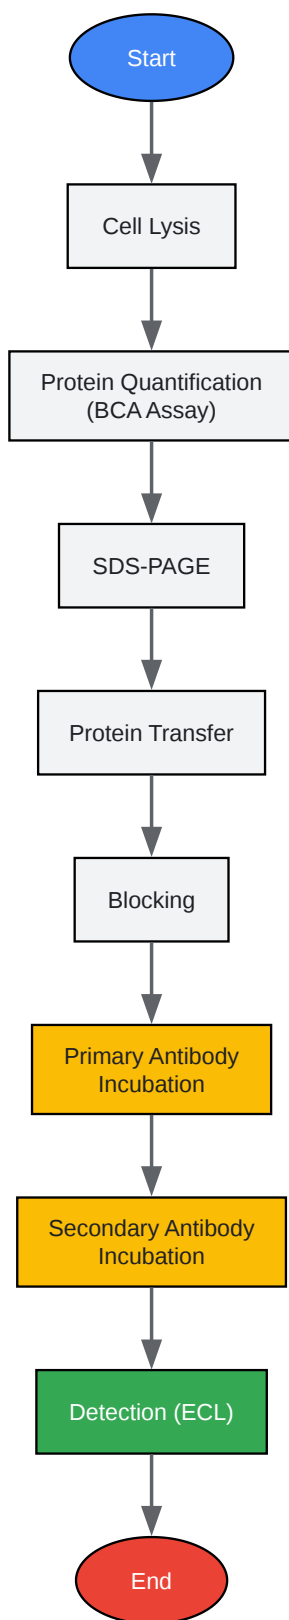 Start
Cell Lysis
Protein Quantification
(BCA Assay)
SDS-PAGE
Protein Transfer
Blocking
Primary Antibody
Incubation
Secondary Antibody
Incubation
Detection (ECL)
End